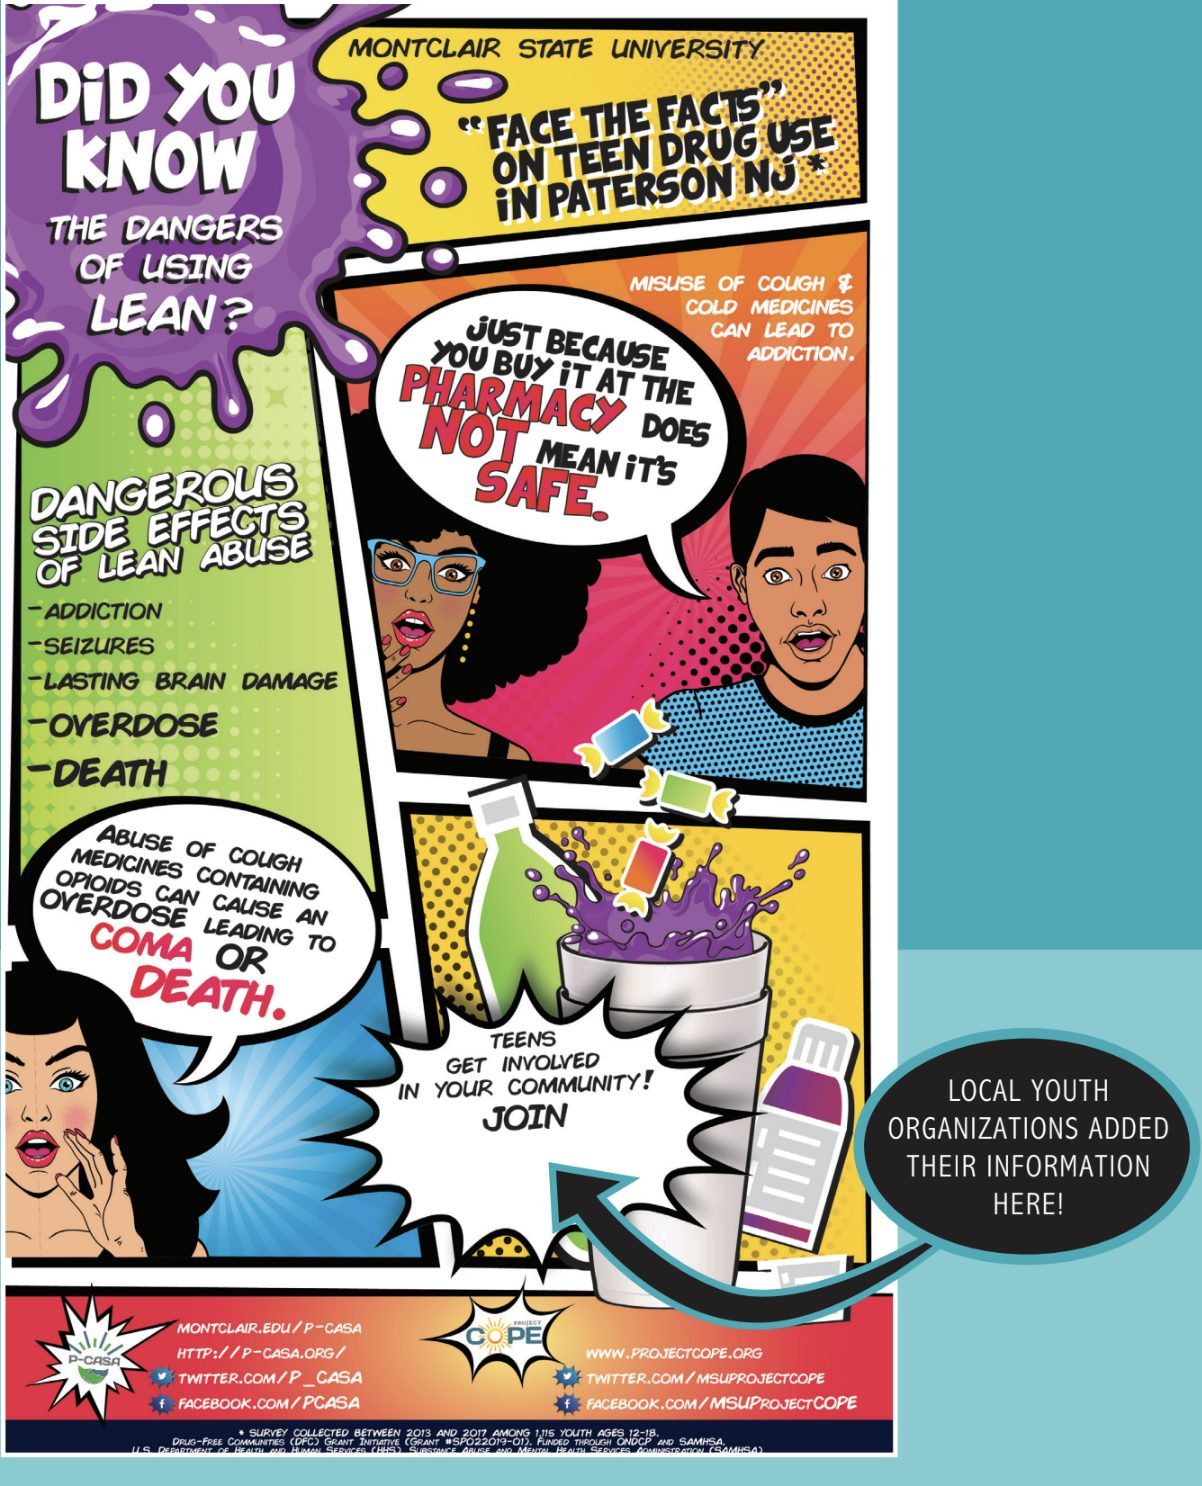 DiD YOU
KNOW
THE DANGERS
OF USING
LEAN?
MONTCLAIR STATE UNIVERSITY
"FACE THE FACTS"
ON TEEN DRUG USE
iN PATERSON NJ *
MISUSE OF COUGH &
COLD MEDICINES
CAN LEAD TO
ADDICTION.
JUST BECAUSE
YOU BUY iT AT THE
PHARMACY DOES
NOT MEAN iT'S
SAFE.
DANGEROUS
SIDE EFFECTS
OF LEAN ABUSE
-ADDICTION
-SEIZURES
-LASTING BRAIN DAMAGE
-OVERDOSE
-DEATH
ABUSE OF COUGH
MEDICINES CONTAINING
OPIOIDS CAN CAUSE AN
OVERDOSE LEADING TO
COMA OR
DEATH.
TEENS
GET INVOLVED
IN YOUR COMMUNITY!
JOIN
LOCAL YOUTH
ORGANIZATIONS ADDED
THEIR INFORMATION
HERE!
P-CASA
MONTCLAIR.EDU/P-CASA
HTTP://P-CASA.ORG/
TWITTER.COM/P_CASA
FACEBOOK.COM/PCASA
PROJECT
COPE
WWW.PROJECTCOPE.ORG
TWITTER.COM/MSUPROJECTCOPE
FACEBOOK.COM/MSUPROJECTCOPE
* SURVEY COLLECTED BETWEEN 2013 AND 2017 AMONG 1,115 YOUTH AGES 12-18.
DRUG-FREE COMMUNITIES (DFC) GRANT INITIATIVE (GRANT #SP022019-01). FUNDED THROUGH ONDCP AND SAMHSA.
U.S. DEPARTMENT OF HEALTH AND HUMAN SERVICES (HHS) SUBSTANCE ABUSE AND MENTAL HEALTH SERVICES ADMINISTRATION (SAMHSA)